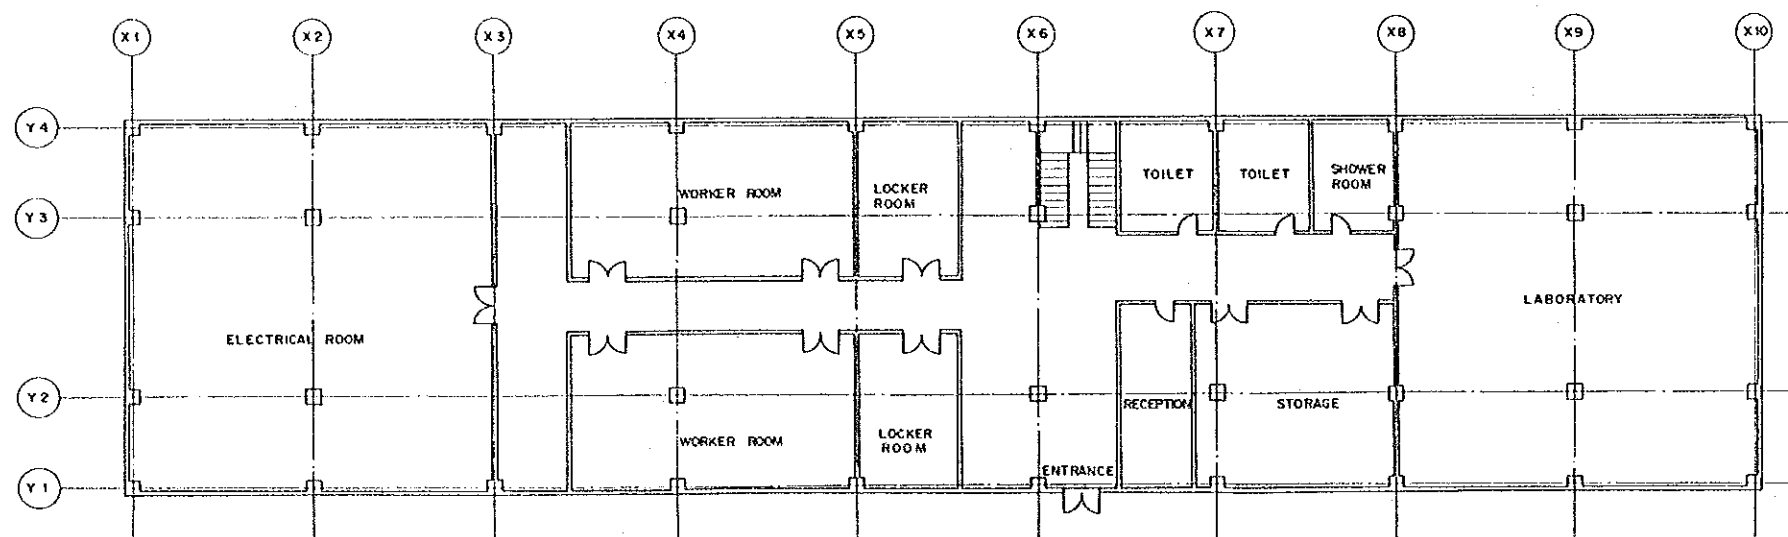 X1 X2 X3 X4 X5 X6 X7 X8 X9 X10
Y4
TOILET TOILET SHOWER
ROOM
WORKER ROOM LOCKER
ROOM
Y3
LABORATORY
ELECTRICAL ROOM
Y2
RECEPTION STORAGE
WORKER ROOM LOCKER
ROOM
ENTRANCE
Y1